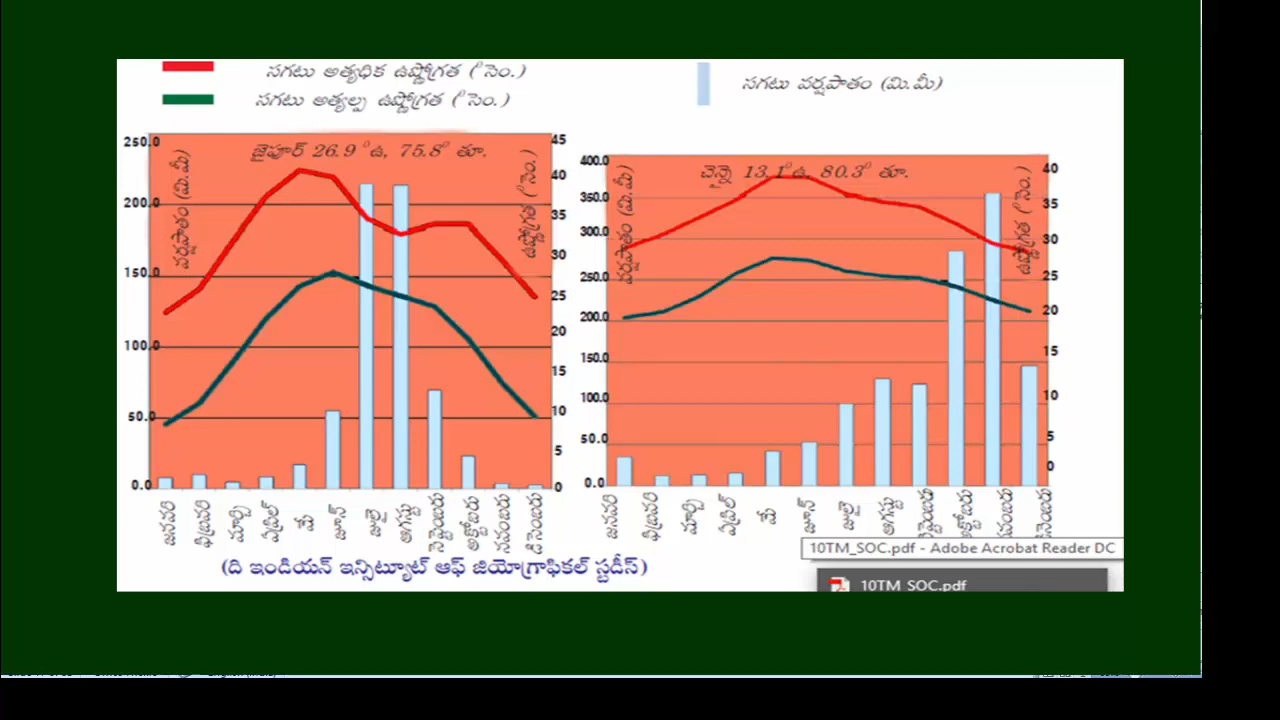 సగటు అత్యధిక ఉష్ణోగ్రత (°సెం.)
సగటు అత్యల్ప ఉష్ణోగ్రత (°సెం.)
సగటు వర్షపాతం (మి.మీ)
జైపూర్ 26.9 °ఉ, 75.8° తూ.
వర్షపాతం (మి.మీ)
ఉష్ణోగ్రత (°సెం.)
250.0
200.0
150.0
100.0
50.0
0.0
45
40
35
30
25
20
15
10
5
0
జనవరి ఫిబ్రవరి మార్చి ఏప్రిల్ మే జూన్ జులై ఆగస్టు సెప్టెంబరు అక్టోబరు నవంబరు డిసెంబరు
చెన్నై 13.1°ఉ, 80.3° తూ.
వర్షపాతం (మి.మీ)
ఉష్ణోగ్రత (°సెం.)
400.0
350.0
300.0
250.0
200.0
150.0
100.0
50.0
0.0
40
35
30
25
20
15
10
5
0
జనవరి ఫిబ్రవరి మార్చి ఏప్రిల్ మే జూన్ జులై ఆగస్టు
(ది ఇండియన్ ఇన్సిట్యూట్ ఆఫ్ జియోగ్రాఫికల్ స్టడీస్)
10TM_SOC.pdf - Adobe Acrobat Reader DC
10TM_SOC.pdf